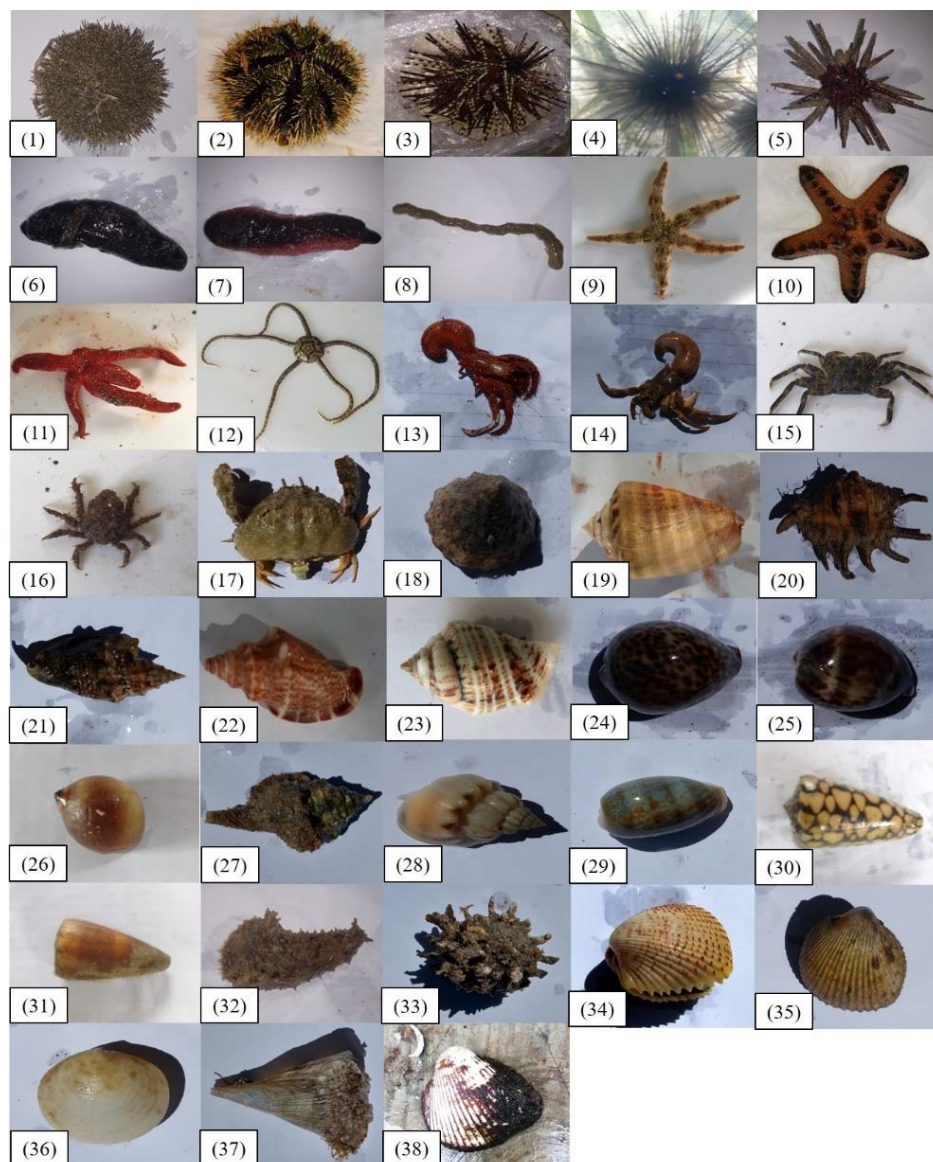 (1) (2) (3) (4) (5)
(6) (7) (8) (9) (10)
(11) (12) (13) (14) (15)
(16) (17) (18) (19) (20)
(21) (22) (23) (24) (25)
(26) (27) (28) (29) (30)
(31) (32) (33) (34) (35)
(36) (37) (38)